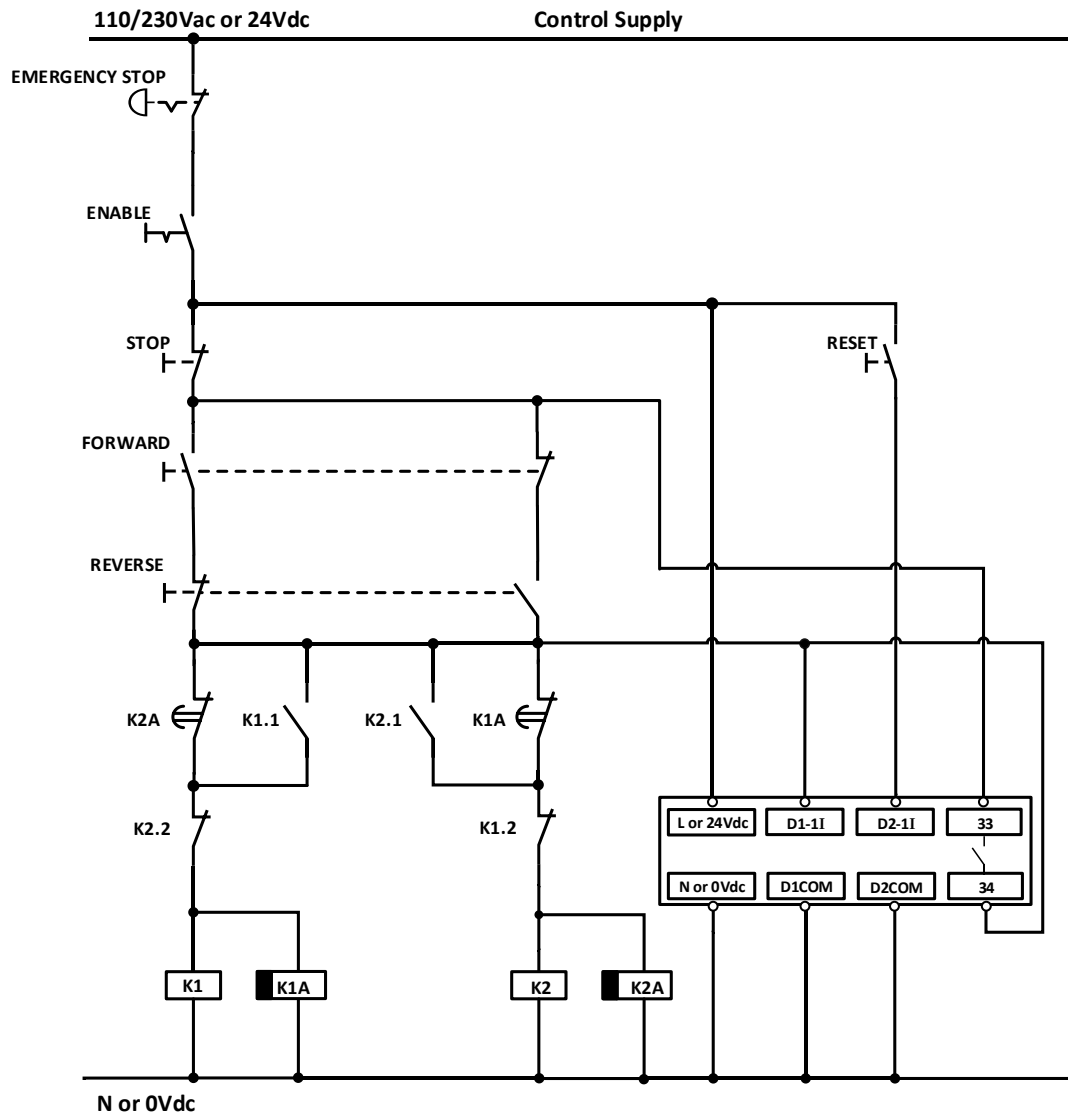 110/230Vac or 24Vdc
Control Supply
EMERGENCY STOP
ENABLE
STOP
RESET
FORWARD
REVERSE
K2A
K1.1
K2.1
K1A
K2.2
K1.2
L or 24Vdc
D1-1I
D2-1I
33
N or 0Vdc
D1COM
D2COM
34
K1
K1A
K2
K2A
N or 0Vdc